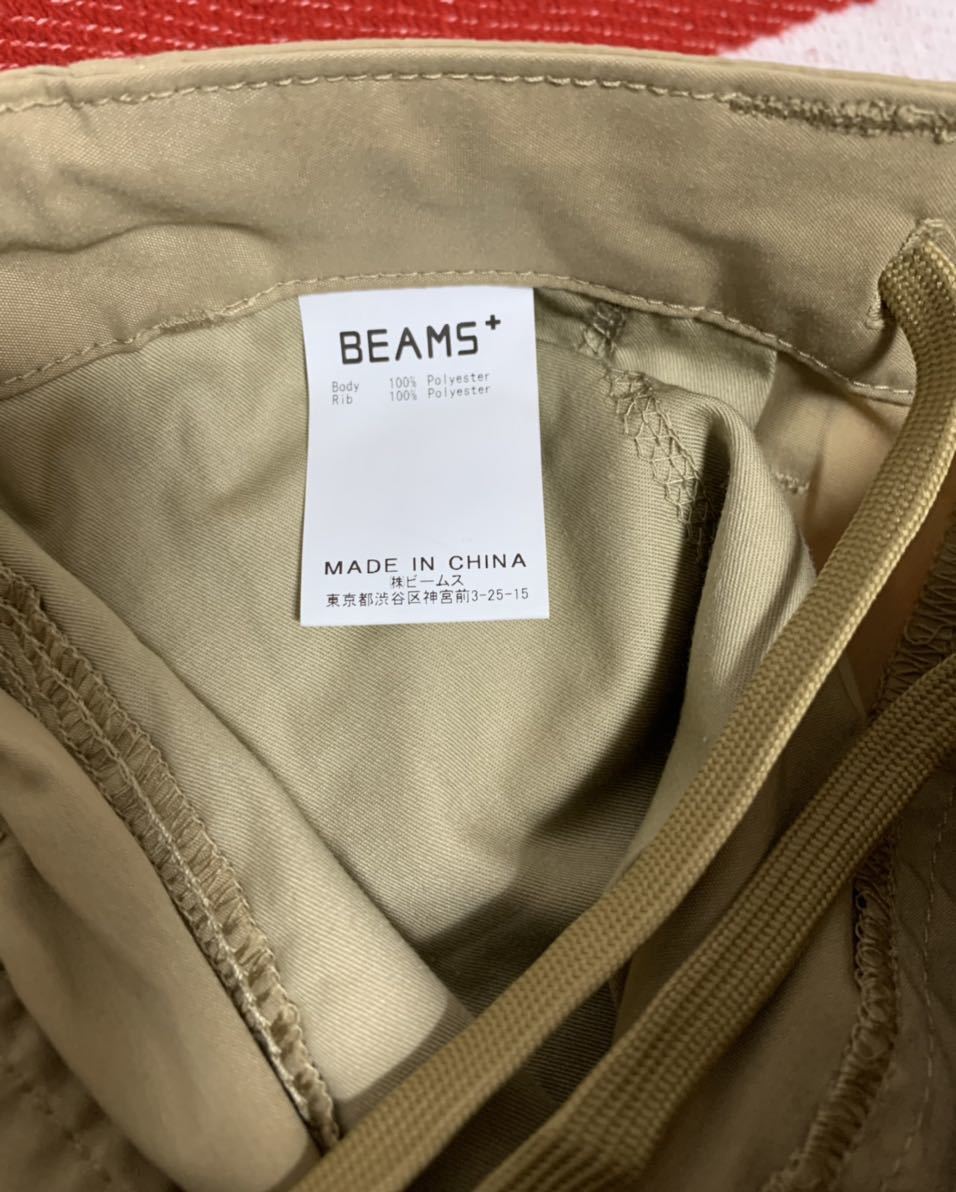 BEAMS+
Body 100% Polyester
Rib 100% Polyester
MADE IN CHINA
㈱ビームス
東京都渋谷区神宮前3-25-15